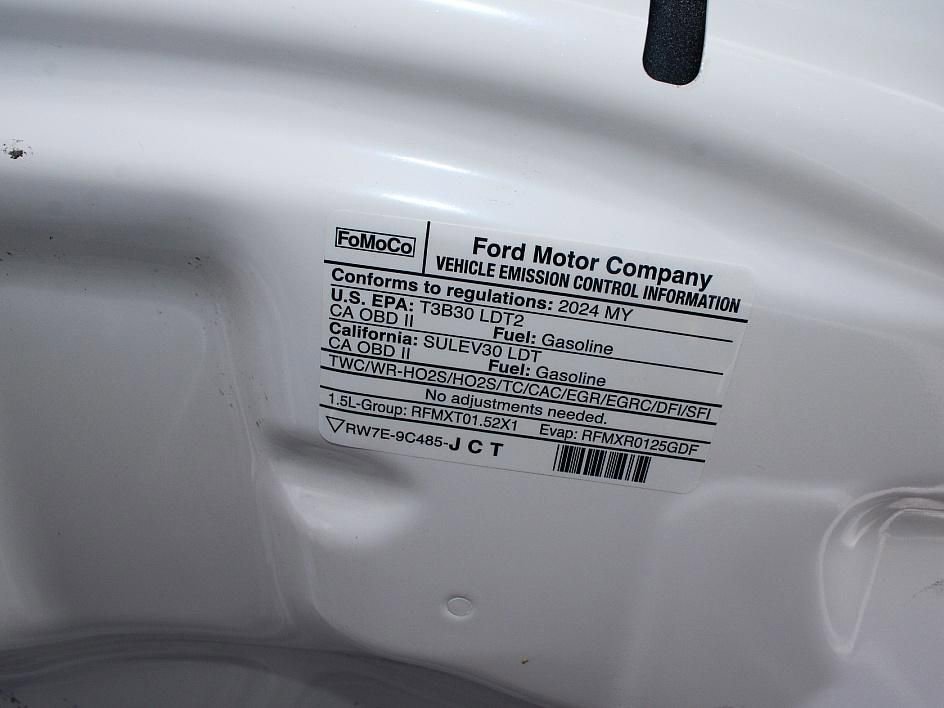 FoMoCo
Ford Motor Company
VEHICLE EMISSION CONTROL INFORMATION
Conforms to regulations: 2024 MY
U.S. EPA: T3B30 LDT2
CA OBD II Fuel: Gasoline
California: SULEV30 LDT
CA OBD II Fuel: Gasoline
TWC/WR-HO2S/HO2S/TC/CAC/EGR/EGRC/DFI/SFI
No adjustments needed.
1.5L-Group: RFMXT01.52X1 Evap: RFMXR0125GDF
RW7E-9C485-JCT